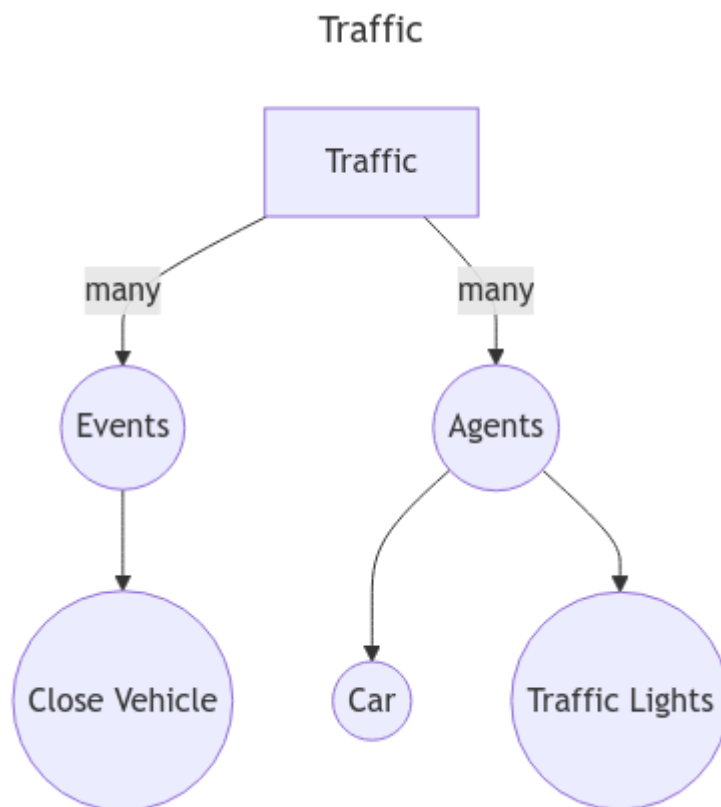 Traffic
Traffic
many
many
Events
Agents
Close Vehicle
Car
Traffic Lights